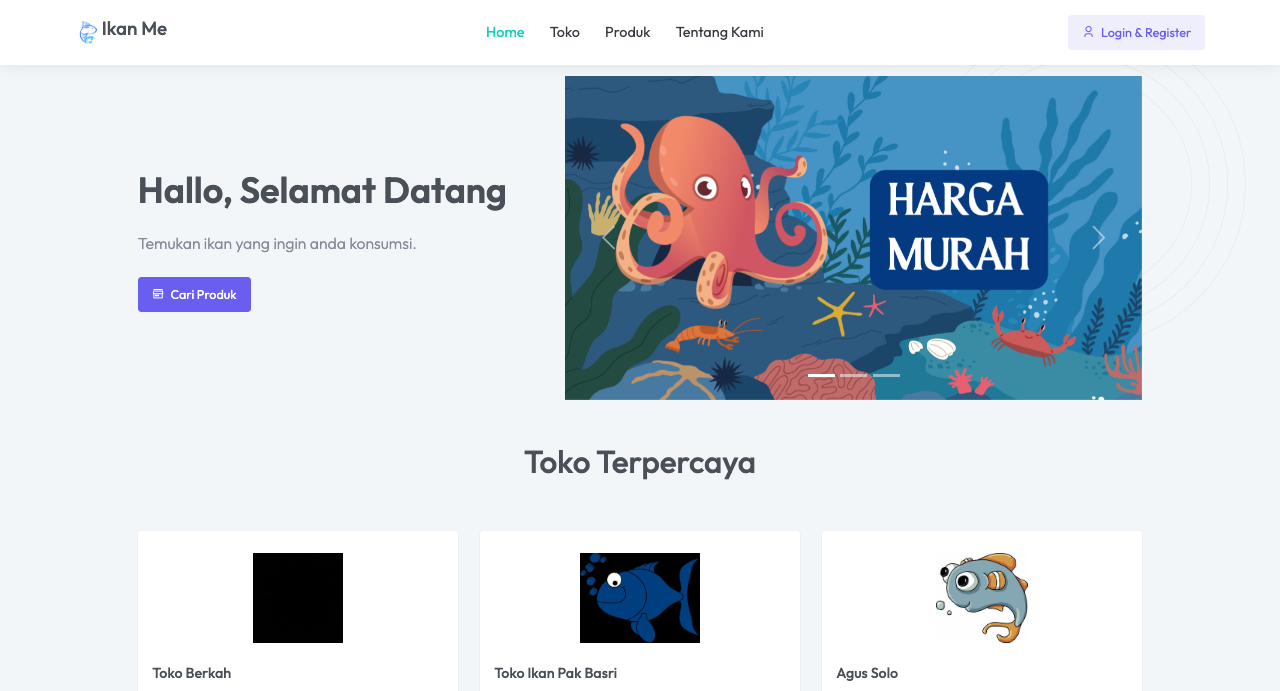 Ikan Me
Home
Toko
Produk
Tentang Kami
Login & Register
Hallo, Selamat Datang
Temukan ikan yang ingin anda konsumsi.
Cari Produk
HARGA
MURAH
Toko Terpercaya
Toko Berkah
Toko Ikan Pak Basri
Agus Solo